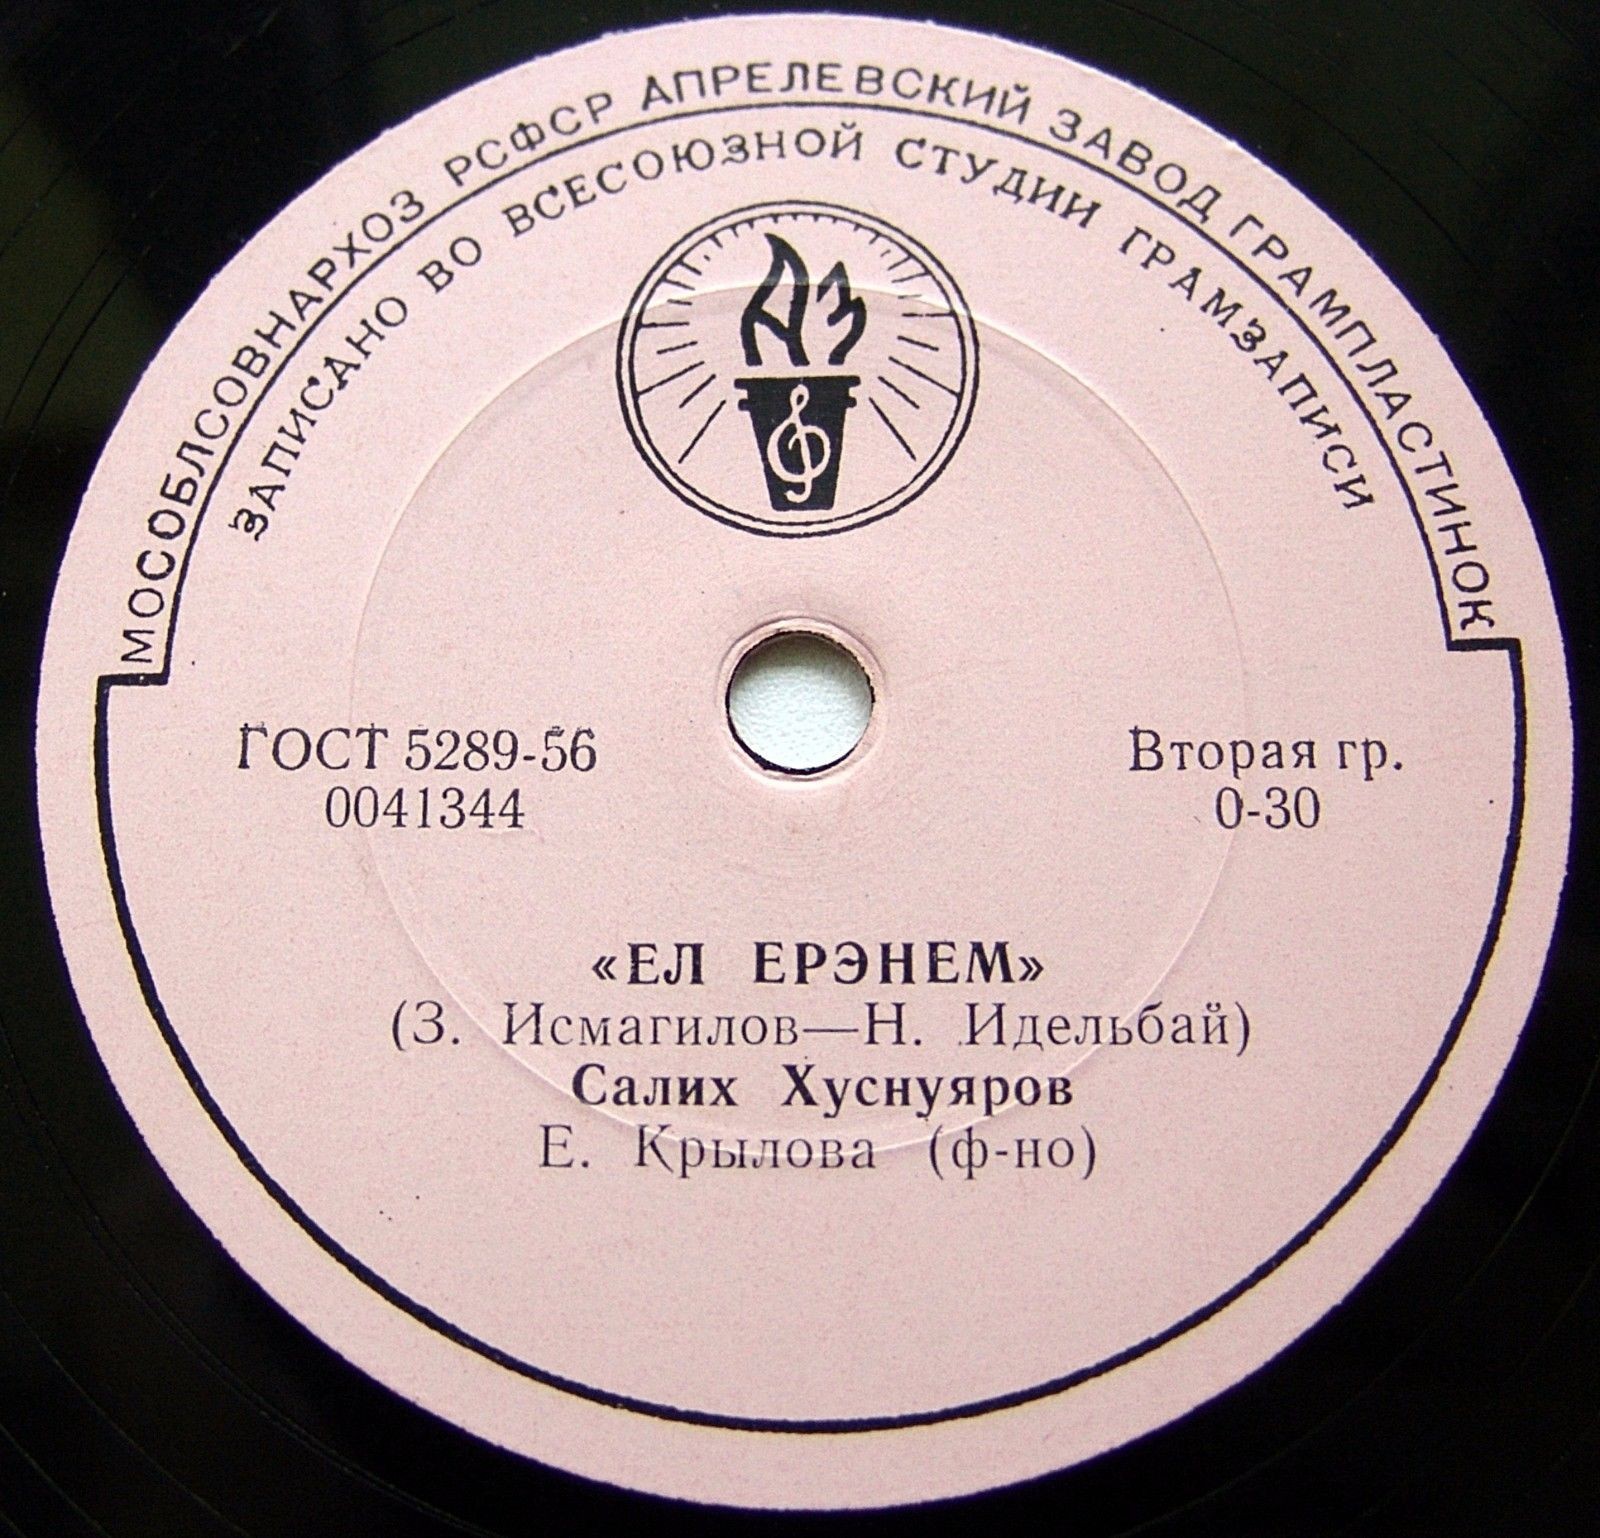 МОСОБЛСОВНАРХОЗ РСФСР АПРЕЛЕВСКИЙ ЗАВОД ГРАМПЛАСТИНОК
ЗАПИСАНО ВО ВСЕСОЮЗНОЙ СТУДИИ ГРАМЗАПИСИ
АЗ
ГОСТ 5289-56
0041344
Вторая гр.
0-30
«ЕЛ ЕРЭНЕМ»
(З. Исмагилов—Н. Идельбай)
Салих Хуснуяров
Е. Крылова (ф-но)